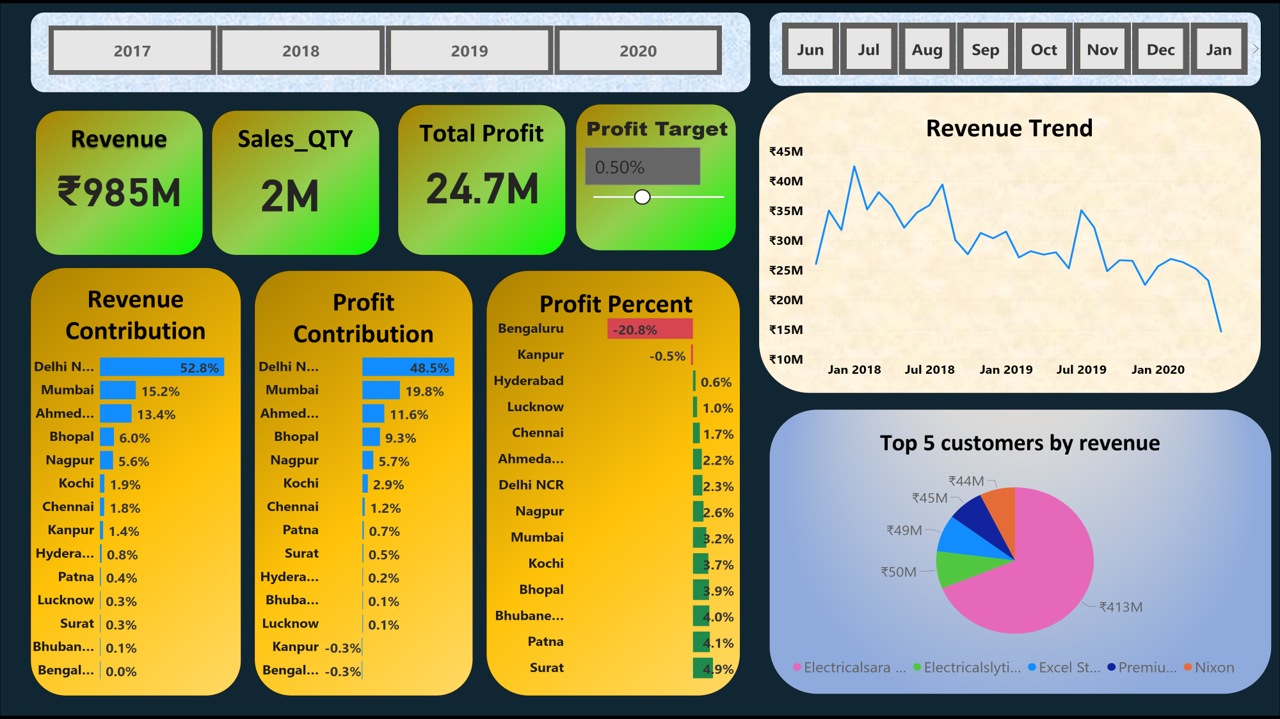 2017 2018 2019 2020
Jun Jul Aug Sep Oct Nov Dec Jan
Revenue
₹985M
Sales_QTY
2M
Total Profit
24.7M
Profit Target
0.50%
Revenue Trend
₹45M
₹40M
₹35M
₹30M
₹25M
₹20M
₹15M
₹10M
Jan 2018 Jul 2018 Jan 2019 Jul 2019 Jan 2020
Revenue
Contribution
Delhi N... 52.8%
Mumbai 15.2%
Ahmed... 13.4%
Bhopal 6.0%
Nagpur 5.6%
Kochi 1.9%
Chennai 1.8%
Kanpur 1.4%
Hydera... 0.8%
Patna 0.4%
Lucknow 0.3%
Surat 0.3%
Bhuban... 0.1%
Bengal... 0.0%
Profit
Contribution
Delhi N... 48.5%
Mumbai 19.8%
Ahmed... 11.6%
Bhopal 9.3%
Nagpur 5.7%
Kochi 2.9%
Chennai 1.2%
Patna 0.7%
Surat 0.5%
Hydera... 0.2%
Bhuba... 0.1%
Lucknow 0.1%
Kanpur -0.3%
Bengal... -0.3%
Profit Percent
Bengaluru -20.8%
Kanpur -0.5%
Hyderabad 0.6%
Lucknow 1.0%
Chennai 1.7%
Ahmeda... 2.2%
Delhi NCR 2.3%
Nagpur 2.6%
Mumbai 3.2%
Kochi 3.7%
Bhopal 3.9%
Bhubane... 4.0%
Patna 4.1%
Surat 4.9%
Top 5 customers by revenue
₹44M
₹45M
₹49M
₹50M
₹413M
Electricalsara ... Electricalslyti... Excel St... Premiu... Nixon